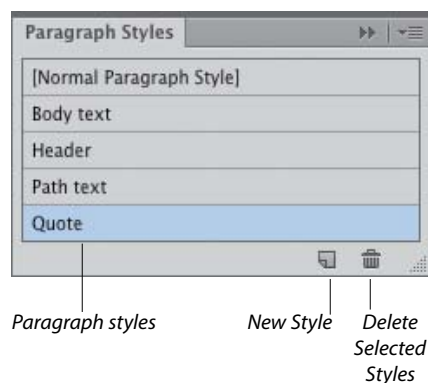 Paragraph Styles
[Normal Paragraph Style]
Body text
Header
Path text
Quote
Paragraph styles
New Style
Delete
Selected
Styles